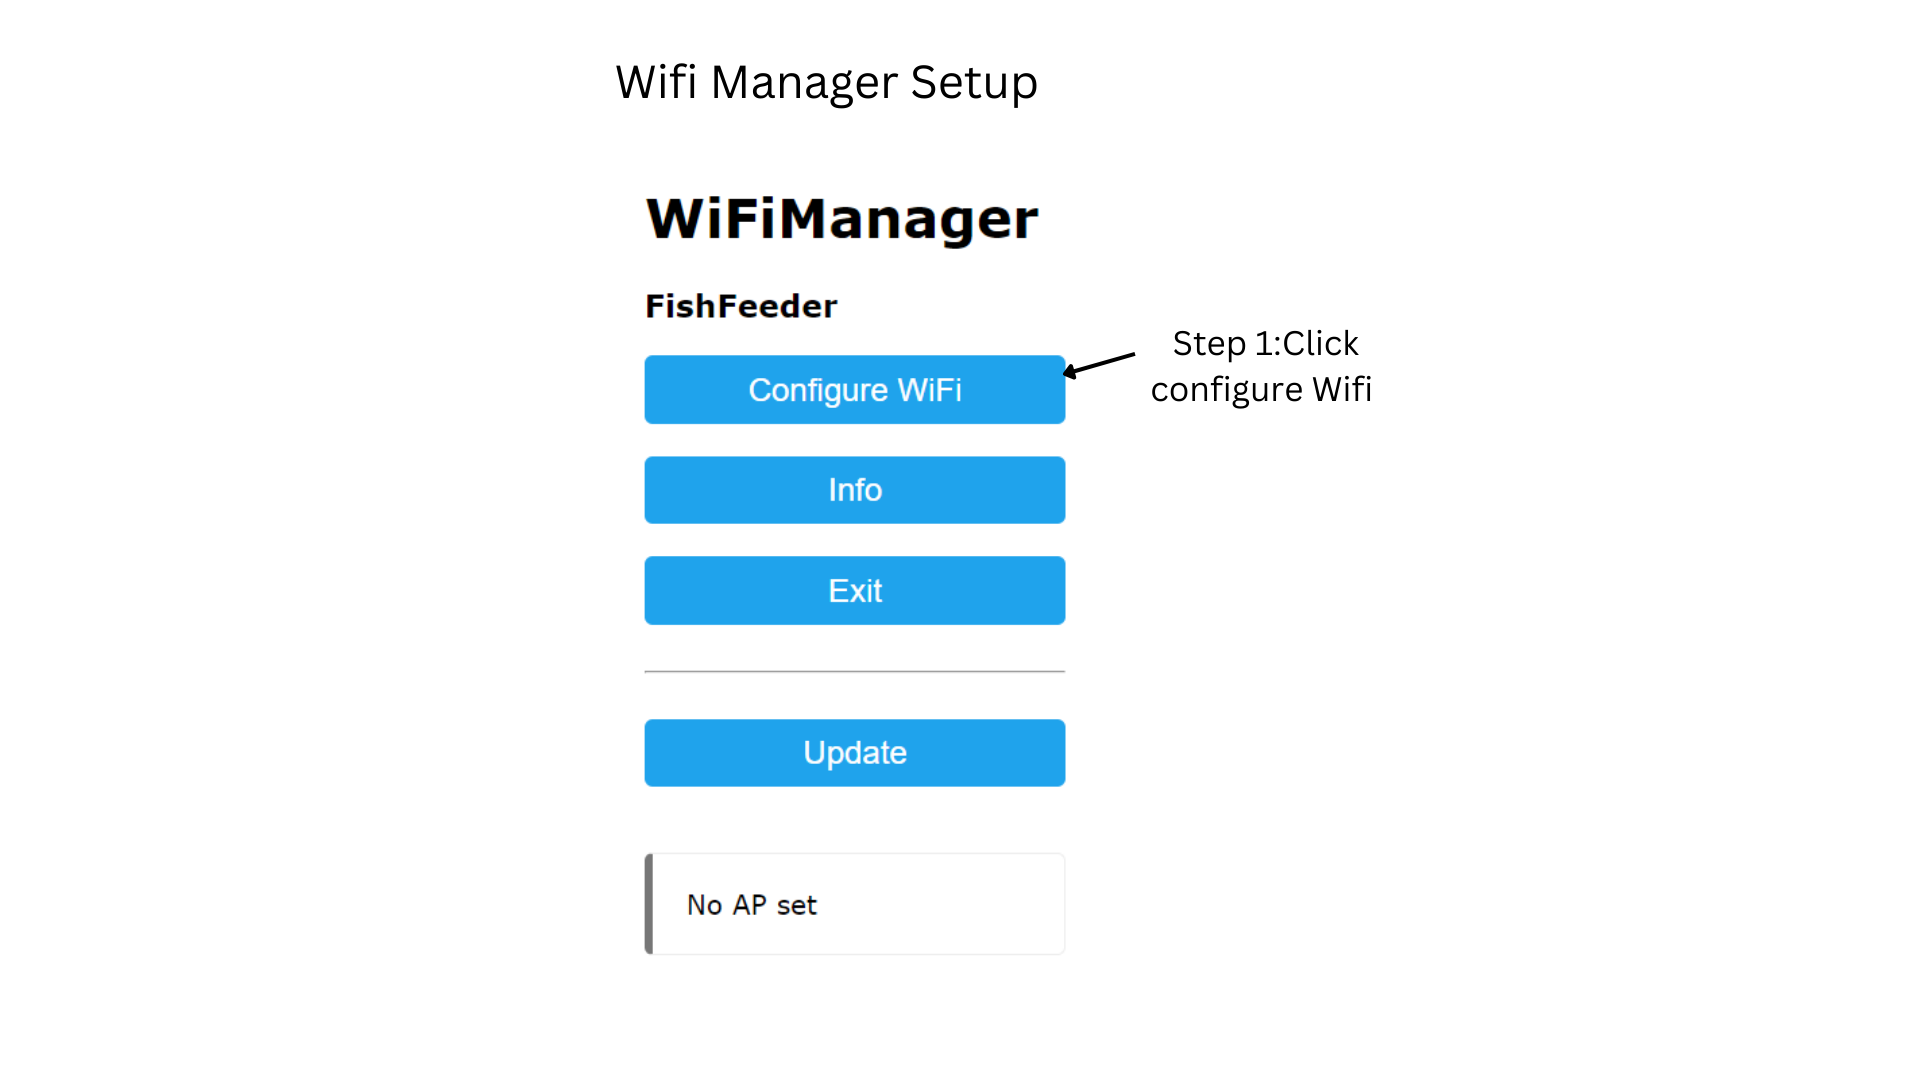 Wifi Manager Setup
WiFiManager
FishFeeder
Configure WiFi
Step 1:Click
configure Wifi
Info
Exit
Update
No AP set